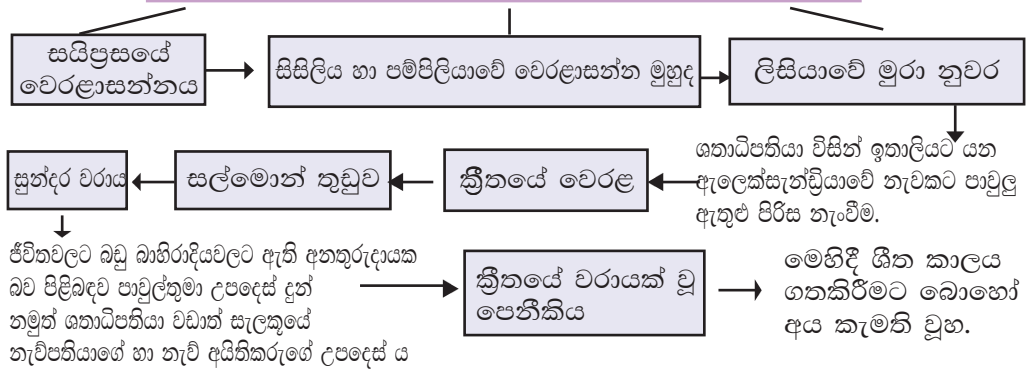 සයිප්‍රසයේ
වෙරළාසන්නය
සිසිලිය හා පම්පිලියාවේ වෙරළාසන්න මුහුද
ලිසියාවේ මුරා නුවර
ශතාධිපතියා විසින් ඉතාලියට යන
ඇලෙක්සැන්ඩ්‍රියාවේ නැවකට පාවුලු
ඇතුළු පිරිස නැංවීම.
ක්‍රීතයේ වෙරළ
සල්මොන් තුඩුව
සුන්දර වරාය
ජීවිතවලට බඩු බාහිරාදියවලට ඇති අනතුරුදායක
බව පිළිබඳව පාවුල්තුමා උපදෙස් දුන්
නමුත් ශතාධිපතියා වඩාත් සැලකූයේ
නැව්පතියාගේ හා නැව් අයිතිකරුගේ උපදෙස් ය
ක්‍රීතයේ වරායක් වූ
පෙනීකිය
මෙහිදී ශීත කාලය
ගතකිරීමට බොහෝ
අය කැමති වූහ.